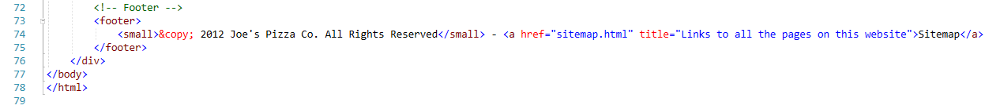 72 <!-- Footer -->
73 <footer>
74 <small>&copy; 2012 Joe's Pizza Co. All Rights Reserved</small> - <a href="sitemap.html" title="Links to all the pages on this website">Sitemap</a>
75 </footer>
76 </div>
77 </body>
78 </html>
79